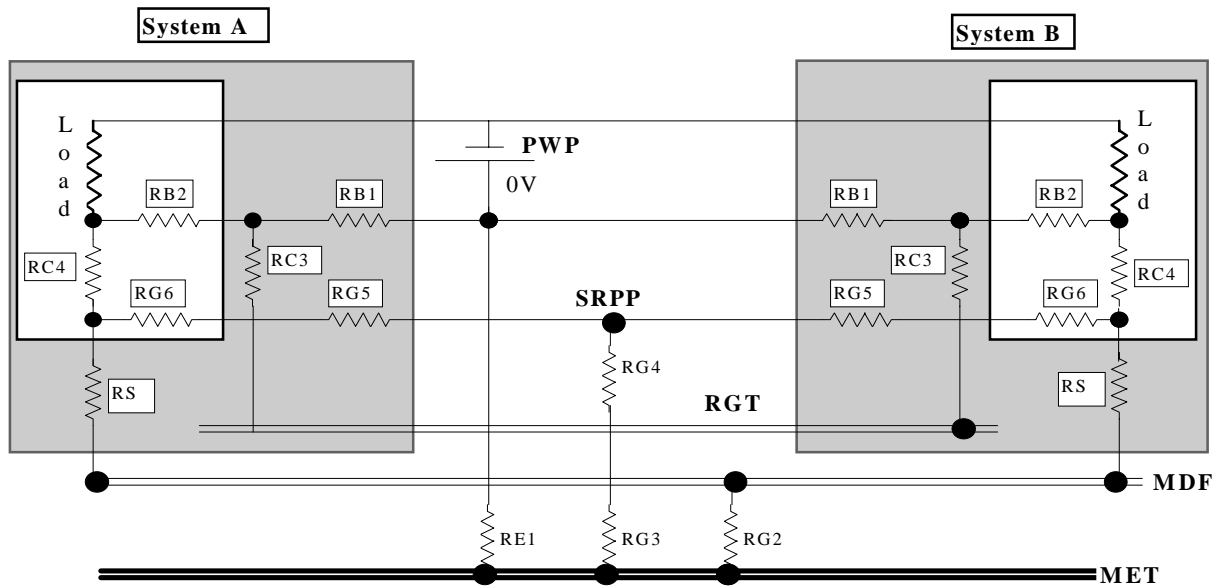 System A
System B
L
o
a
d
L
o
a
d
PWP
0V
RB2
RB1
RB1
RB2
RC4
RC3
RC3
RC4
RG6
RG5
SRPP
RG5
RG6
RS
RG4
RS
RGT
MDF
RE1
RG3
RG2
MET